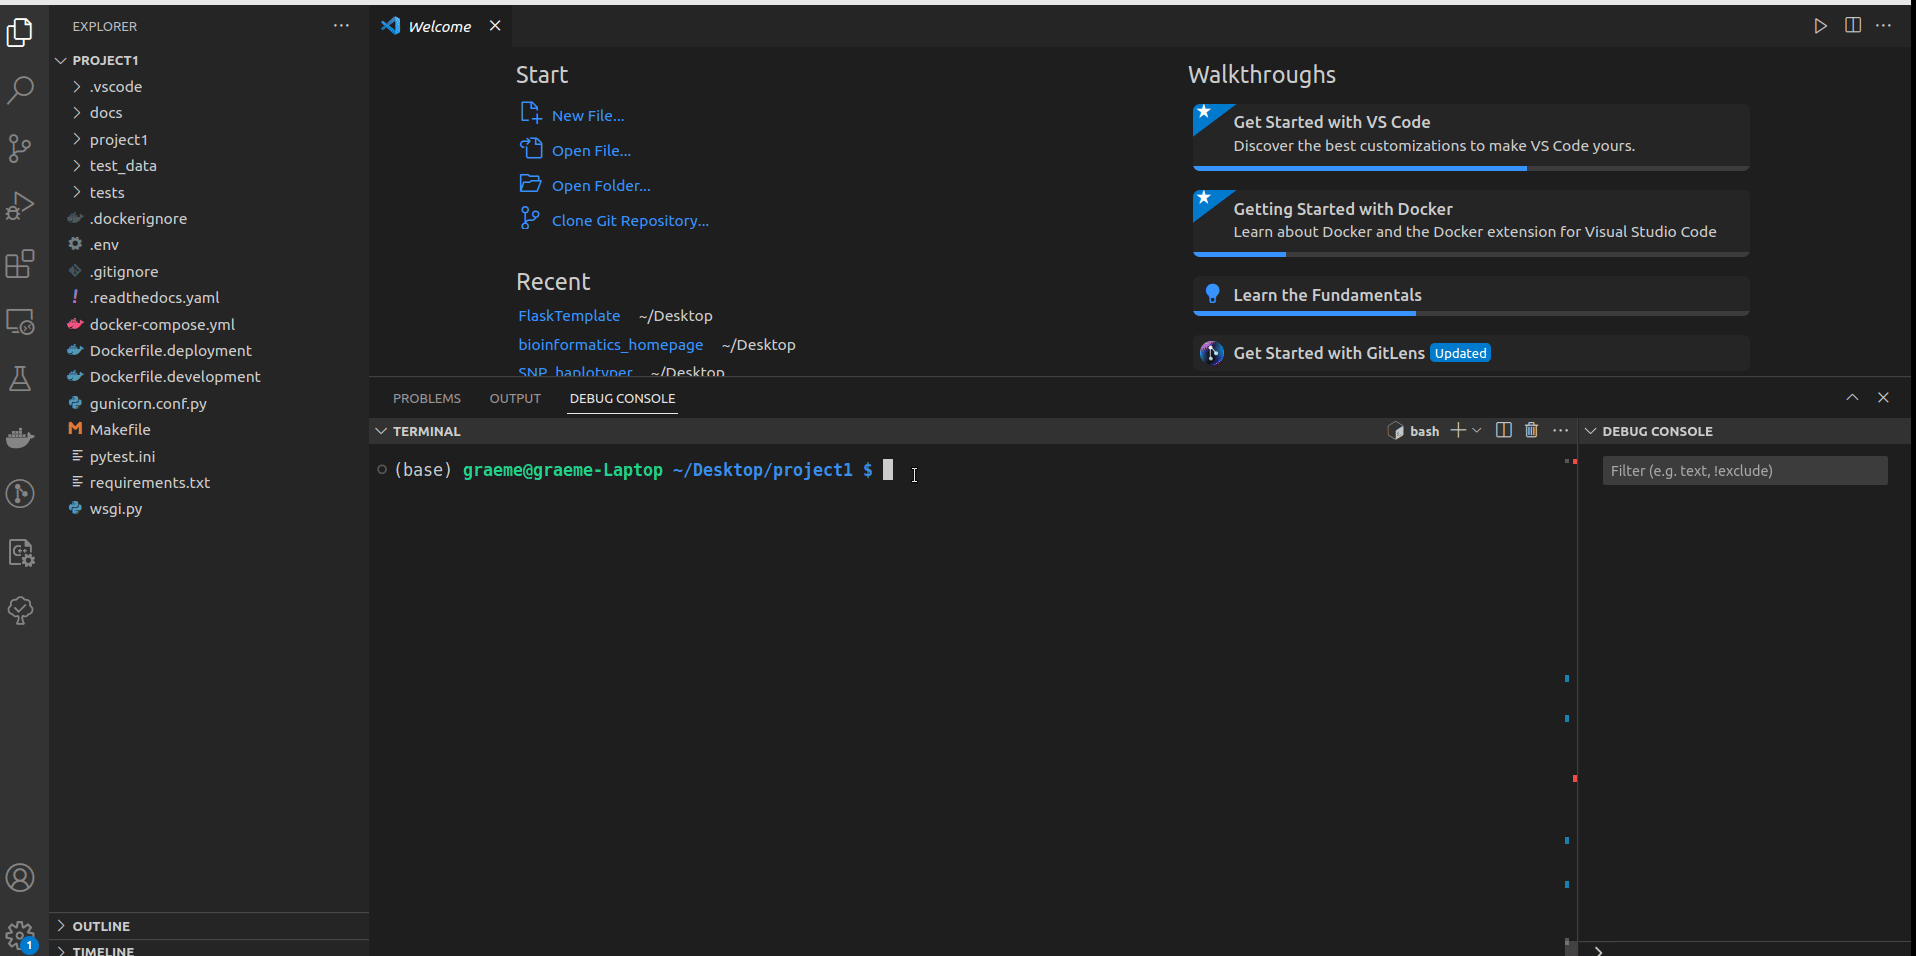 EXPLORER
PROJECT1
.vscode
docs
project1
test_data
tests
.dockerignore
.env
.gitignore
.readthedocs.yaml
docker-compose.yml
Dockerfile.deployment
Dockerfile.development
gunicorn.conf.py
Makefile
pytest.ini
requirements.txt
wsgi.py
OUTLINE
TIMELINE
1
Welcome
Start
New File...
Open File...
Open Folder...
Clone Git Repository...
Recent
FlaskTemplate ~/Desktop
bioinformatics_homepage ~/Desktop
SNP_haplotyper ~/Desktop
Walkthroughs
Get Started with VS Code
Discover the best customizations to make VS Code yours.
Getting Started with Docker
Learn about Docker and the Docker extension for Visual Studio Code
Learn the Fundamentals
Get Started with GitLens Updated
PROBLEMS OUTPUT DEBUG CONSOLE
TERMINAL
bash
(base) graeme@graeme-Laptop ~/Desktop/project1 $
DEBUG CONSOLE
Filter (e.g. text, !exclude)